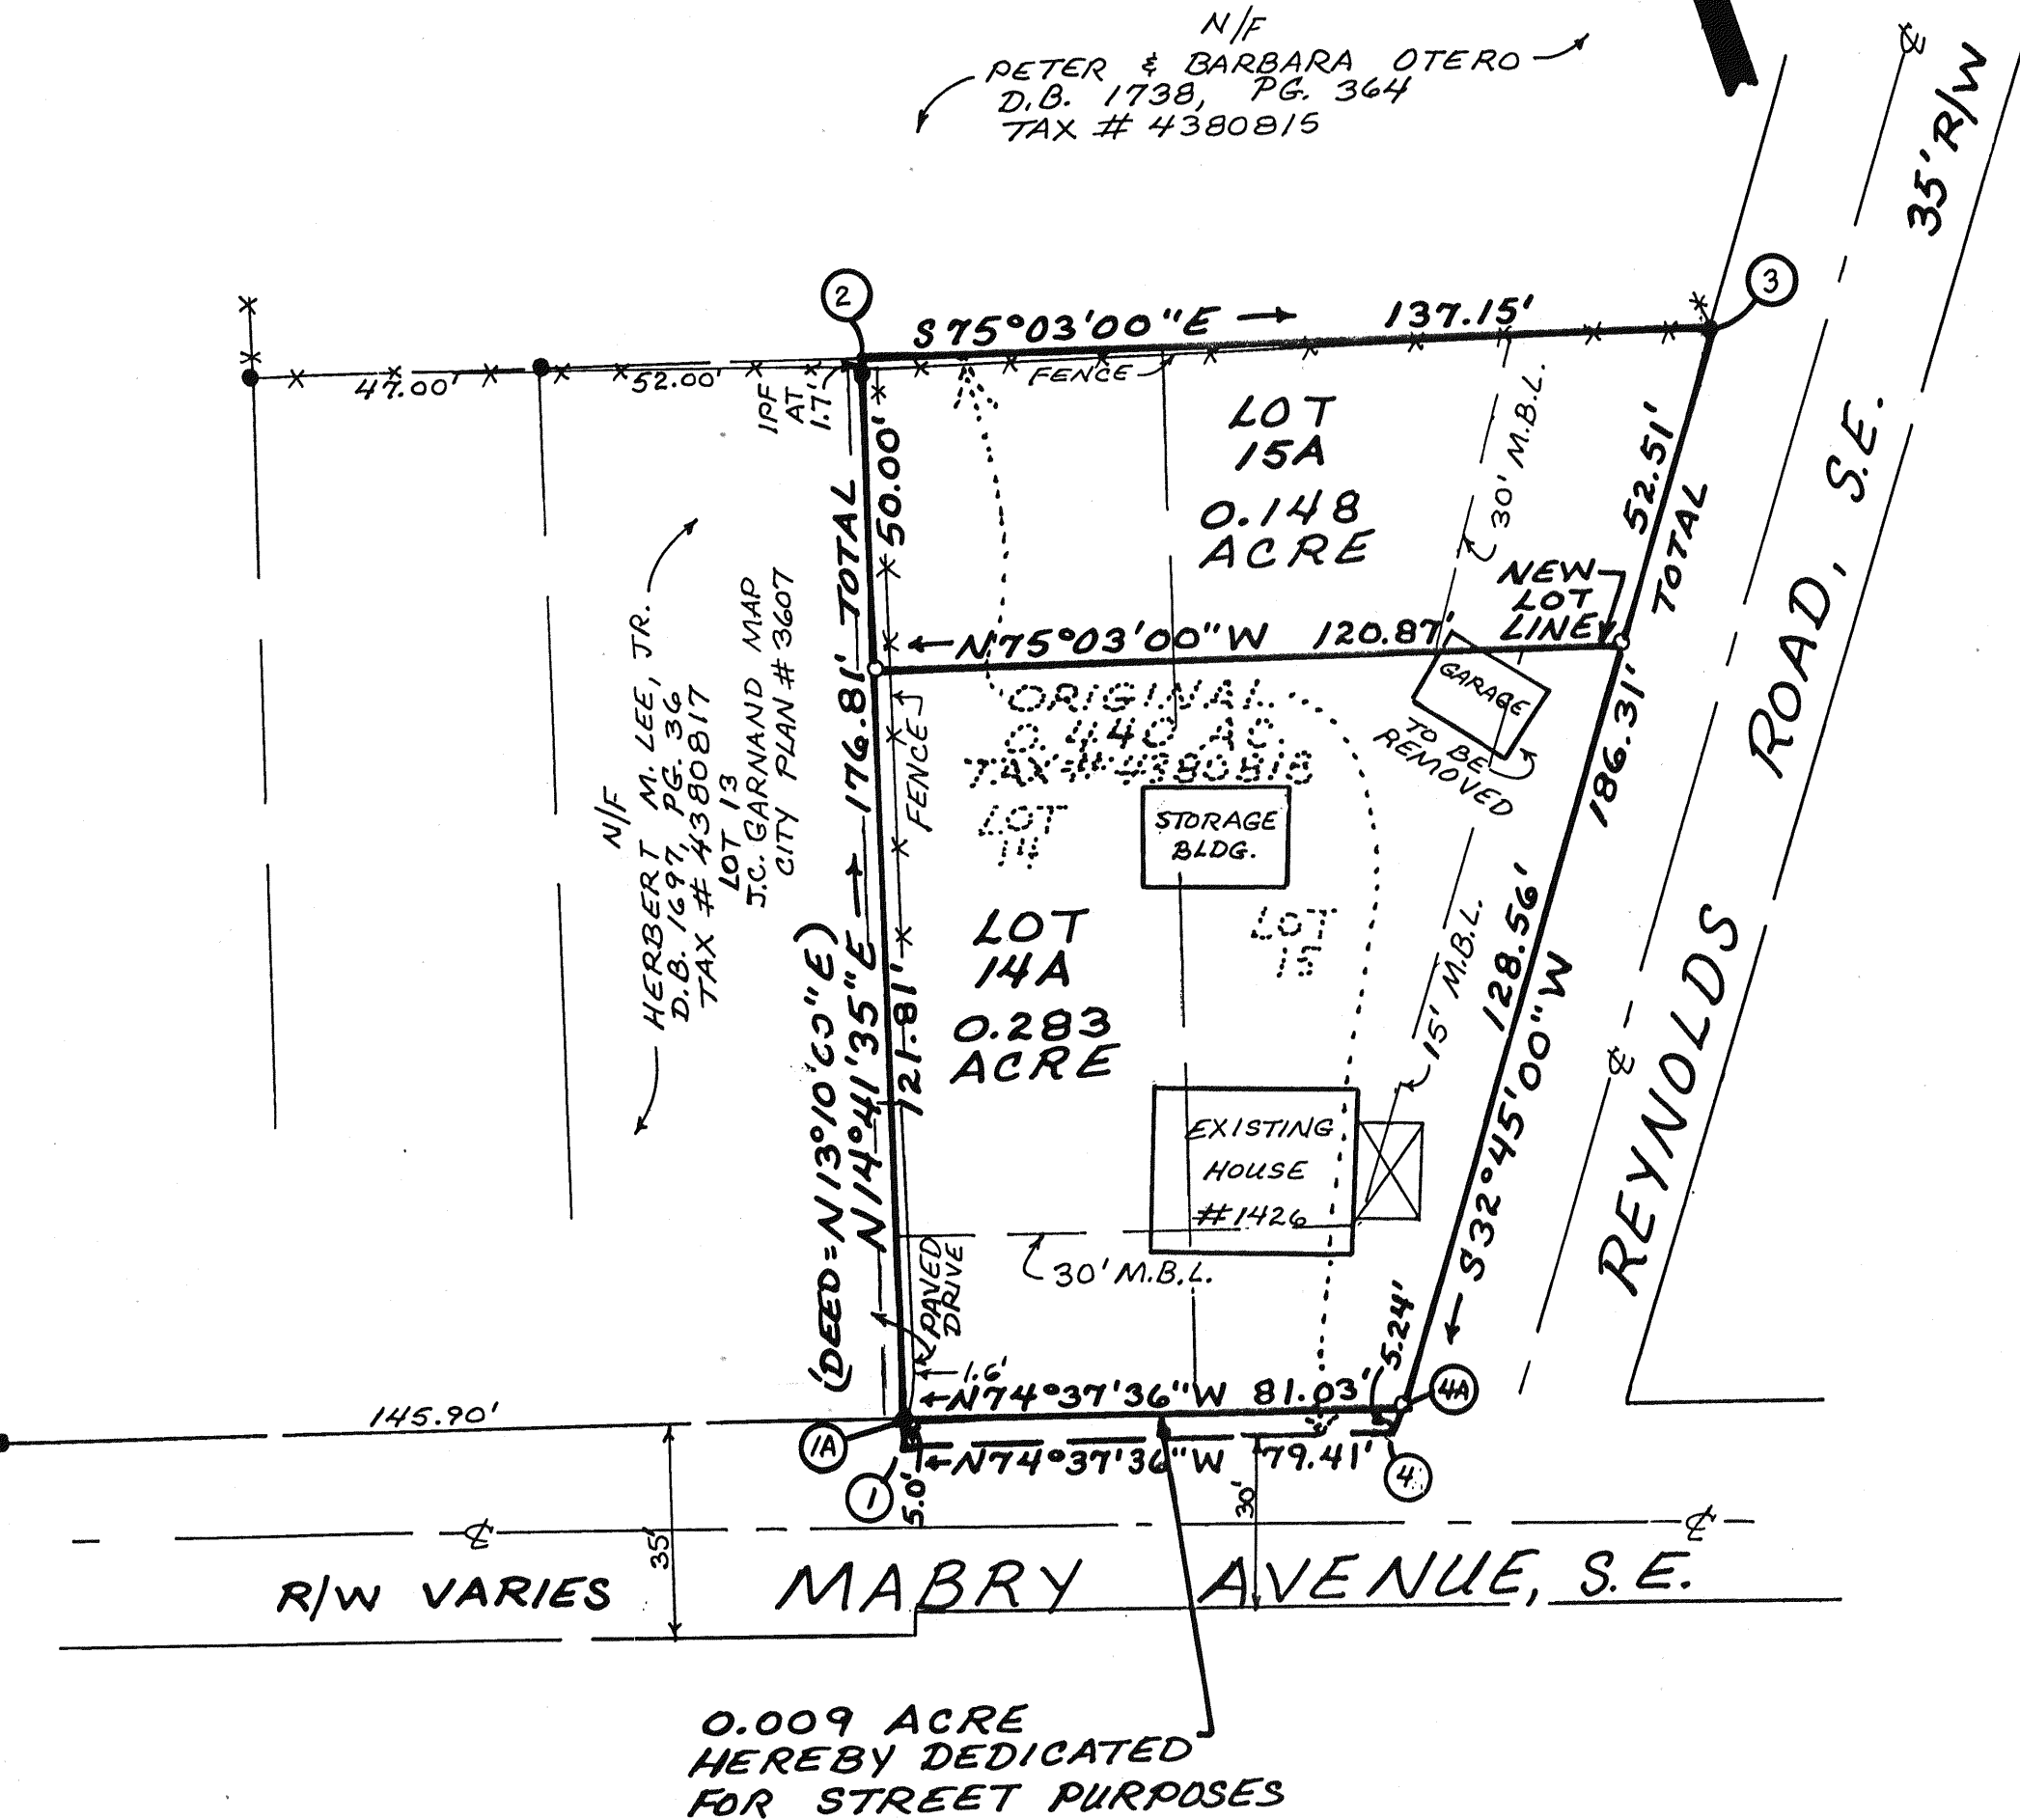 N/F
PETER & BARBARA OTERO
D.B. 1738, PG. 364
TAX # 4380815
℄
35' R/W
2
3
S75°03'00"E → 137.15'
47.00'
52.00'
IPF
AT
1.7'
FENCE
30' M.B.L.
LOT
15A
0.148
ACRE
50.00'
52.51'
TOTAL
NEW
LOT
LINE
←N75°03'00"W 120.87'
ORIGINAL
0.440 AC.
TAX # 4380818
LOT
14
GARAGE
TO BE
REMOVED
STORAGE
BLDG.
LOT
15
FENCE
N/F
HERBERT M. LEE, JR.
D.B. 1697, PG. 36
TAX # 4380817
LOT 13
J.C. GARNAND MAP
CITY PLAN # 3607
(DEED=N13°10'00"E)
N14°41'35"E → 176.81' TOTAL
121.81'
LOT
14A
0.283
ACRE
186.31'
128.56'
← S32°45'00"W
15' M.B.L.
REYNOLDS ROAD, S.E.
℄
EXISTING
HOUSE
#1426
30' M.B.L.
PAVED
DRIVE
1.6'
5.24'
4A
←N74°37'36"W 81.03'
145.90'
1A
1
←N74°37'36"W 79.41'
4
5.0'
30'
35'
℄
℄
R/W VARIES
MABRY AVENUE, S.E.
0.009 ACRE
HEREBY DEDICATED
FOR STREET PURPOSES